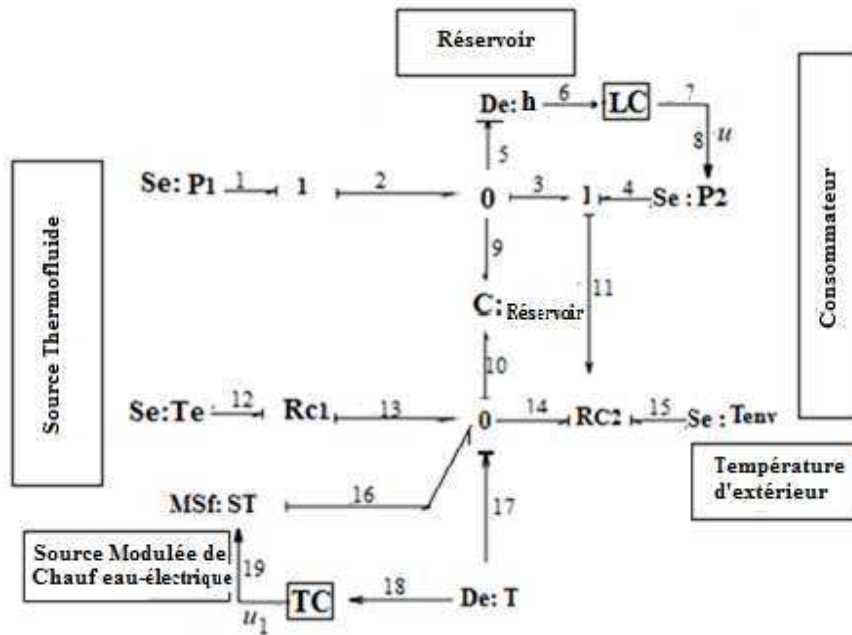 Réservoir
De: h
6
LC
7
8
u
5
Se: P1
1
1
2
0
3
1
4
Se : P2
9
11
C: Réservoir
10
Se:Te
12
Rc1
13
0
14
RC2
15
Se : Tenv
MSf: ST
16
17
19
u1
TC
18
De: T
Source Thermofluide
Consommateur
Température
d'extérieur
Source Modulée de
Chauf eau-électrique